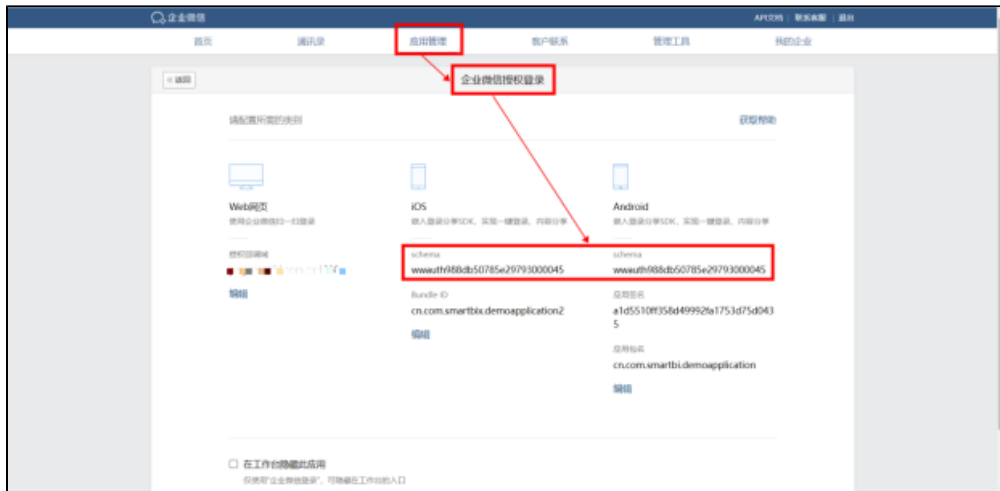 企业微信
API文档 | 联系客服 | 退出
首页 通讯录 应用管理 客户联系 管理工具 我的企业
« 返回
企业微信授权登录
请配置所需的类别
获取帮助
Web网页 iOS Android
使用企业微信扫一扫登录 嵌入登录分享SDK，实现一键登录、内容分享 嵌入登录分享SDK，实现一键登录、内容分享
授权回调域 schema schema
wwauth988db50785e29793000045 wwauth988db50785e29793000045
编辑 Bundle ID 应用签名
cn.com.smartbix.demoapplication2 a1d5510ff358d49992fa1753d75d043
5
编辑 应用包名
cn.com.smartbi.demoapplication
编辑
在工作台隐藏此应用
仅使用“企业微信登录”，可隐藏在工作台的入口